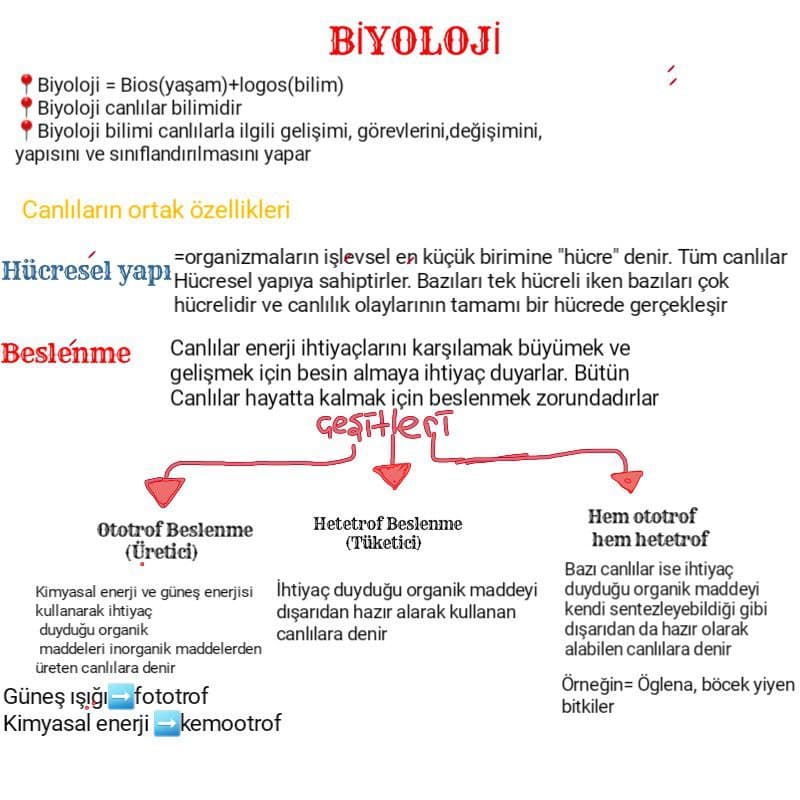 BİYOLOJİ
📍Biyoloji = Bios(yaşam)+logos(bilim)
📍Biyoloji canlılar bilimidir
📍Biyoloji bilimi canlılarla ilgili gelişimi, görevlerini,değişimini,
yapısını ve sınıflandırılmasını yapar
Canlıların ortak özellikleri
Hücresel yapı
=organizmaların işlevsel en küçük birimine "hücre" denir. Tüm canlılar
Hücresel yapıya sahiptirler. Bazıları tek hücreli iken bazıları çok
hücrelidir ve canlılık olaylarının tamamı bir hücrede gerçekleşir
Beslenme
Canlılar enerji ihtiyaçlarını karşılamak büyümek ve
gelişmek için besin almaya ihtiyaç duyarlar. Bütün
Canlılar hayatta kalmak için beslenmek zorundadırlar
Çeşitleri
Ototrof Beslenme
(Üretici)
Kimyasal enerji ve güneş enerjisi
kullanarak ihtiyaç
duyduğu organik
maddeleri inorganik maddelerden
üreten canlılara denir
Güneş ışığı➡️fototrof
Kimyasal enerji ➡️kemootrof
Hetetrof Beslenme
(Tüketici)
İhtiyaç duyduğu organik maddeyi
dışarıdan hazır alarak kullanan
canlılara denir
Hem ototrof
hem hetetrof
Bazı canlılar ise ihtiyaç
duyduğu organik maddeyi
kendi sentezleyebildiği gibi
dışarıdan da hazır olarak
alabilen canlılara denir
Örneğin= Öglena, böcek yiyen
bitkiler